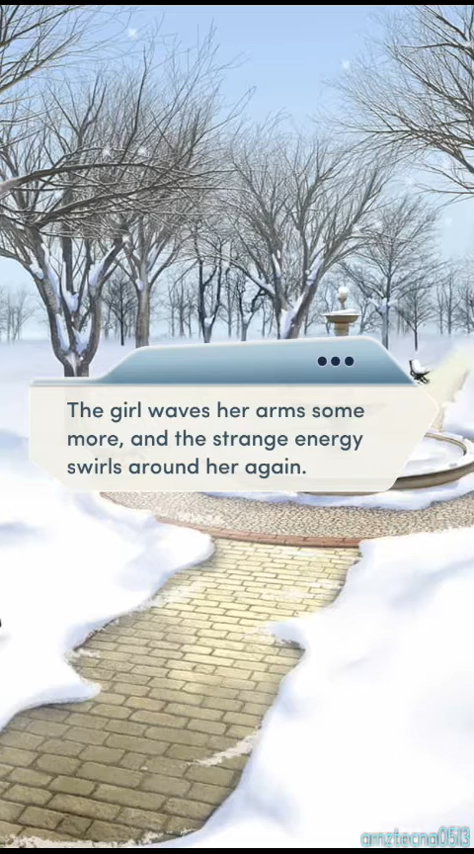 The girl waves her arms some
more, and the strange energy
swirls around her again.
amztecna0513